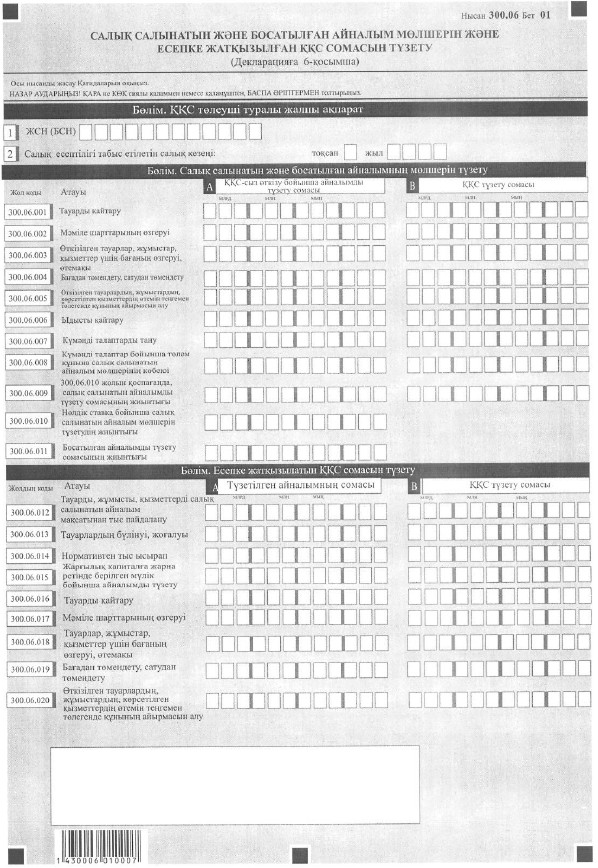 Нысан 300.06 Бет 01
САЛЫҚ САЛЫНАТЫН ЖӘНЕ БОСАТЫЛҒАН АЙНАЛЫМ МӨЛШЕРІН ЖӘНЕ
ЕСЕПКЕ ЖАТҚЫЗЫЛҒАН ҚҚС СОМАСЫН ТҮЗЕТУ
(Декларацияға 6-қосымша)
Осы нысанды жасау Қағидаларын оқыңыз.
НАЗАР АУДАРЫҢЫЗ! ҚАРА не КӨК сиялы қаламмен немесе қаламұшпен, БАСПА ӘРІПТЕРМЕН толтырыңыз.
Бөлім. ҚҚС төлеуші туралы жалпы ақпарат
1 ЖСН (БСН)
2 Салық есептілігі табыс етілетін салық кезеңі: тоқсан жыл
Бөлім. Салық салынатын және босатылған айналымның мөлшерін түзету
Жол коды Атауы A ҚҚС-сыз өткізу бойынша айналымды түзету сомасы B ҚҚС түзету сомасы
млрд млн мың млрд млн мың
300.06.001 Тауарды қайтару
300.06.002 Мәміле шарттарының өзгеруі
300.06.003 Өткізілген тауарлар, жұмыстар,
қызметтер үшін бағаның өзгеруі,
өтемақы
300.06.004 Бағадан төмендету, сатудан төмендету
300.06.005 Өткізілген тауарлардың, жұмыстардың,
көрсетілген қызметтердің өтемін теңгемен
төлегенде құнының айырмасын алу
300.06.006 Ыдысты қайтару
300.06.007 Күмәнді талаптарды тану
300.06.008 Күмәнді талаптар бойынша төлем
құнына салық салынатын
айналым мөлшерінің көбеюі
300.06.009 300.06.010 жолын қоспағанда,
салық салынатын айналымды
түзету сомасының жиынтығы
300.06.010 Нөлдік ставка бойынша салық
салынатын айналым мөлшерін
түзетудің жиынтығы
300.06.011 Босатылған айналымды түзету
сомасының жиынтығы
Бөлім. Есепке жатқызылатын ҚҚС сомасын түзету
Жолдың коды Атауы A Түзетілген айналымның сомасы B ҚҚС түзету сомасы
млрд млн мың млрд млн мың
300.06.012 Тауарды, жұмысты, қызметтерді салық
салынатын айналым
мақсатынан тыс пайдалану
300.06.013 Тауарлардың бүлінуі, жоғалуы
300.06.014 Нормативтен тыс ысырап
300.06.015 Жарғылық капиталға жарна
ретінде берілген мүлік
бойынша айналымды түзету
300.06.016 Тауарды қайтару
300.06.017 Мәміле шарттарының өзгеруі
300.06.018 Тауарлар, жұмыстар,
қызметтер үшін бағаның
өзгеруі, өтемақы
300.06.019 Бағадан төмендету, сатудан
төмендету
300.06.020 Өткізілген тауарлардың,
жұмыстардың, көрсетілген
қызметтердің өтемін теңгемен
төлегенде құнының айырмасын алу
1430006010007